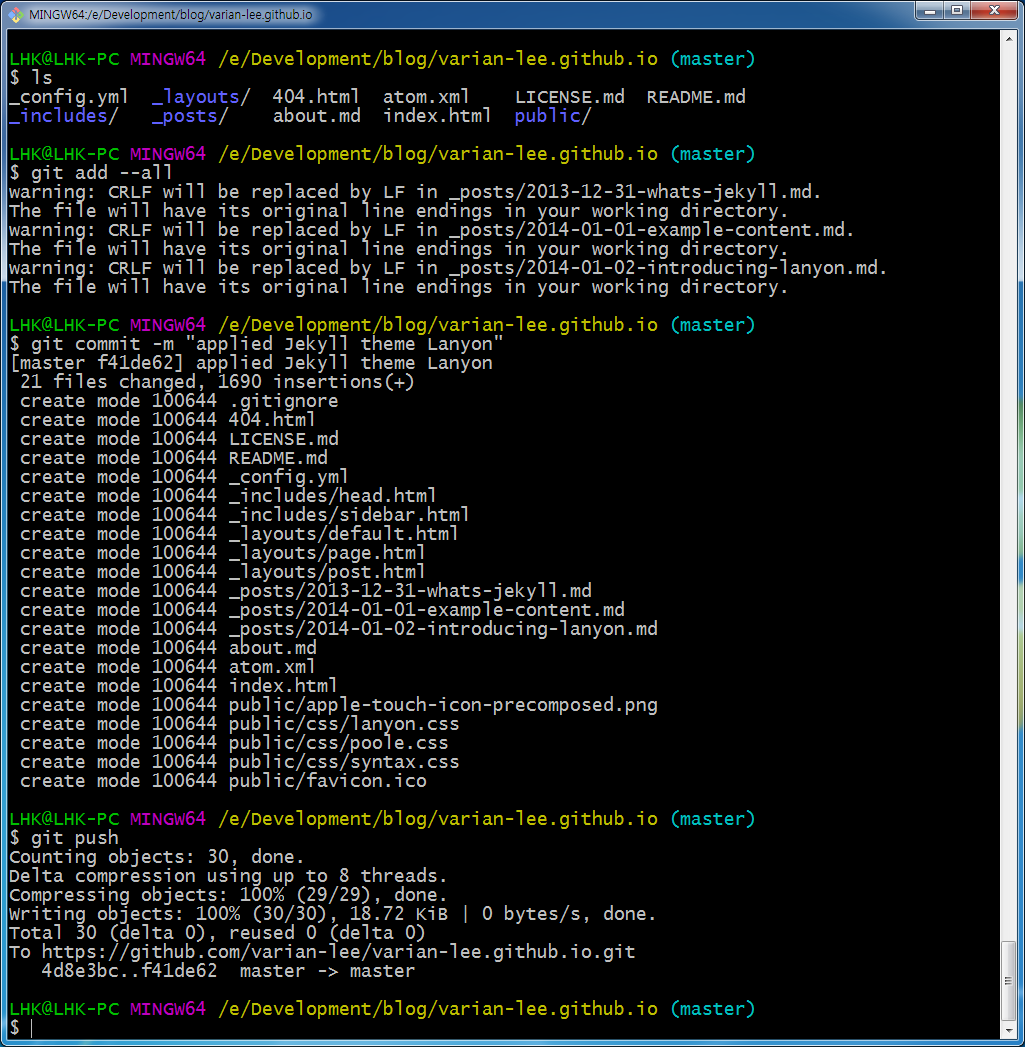 MINGW64:/e/Development/blog/varian-lee.github.io
LHK@LHK-PC MINGW64 /e/Development/blog/varian-lee.github.io (master)
$ ls
_config.yml  _layouts/  404.html  atom.xml    LICENSE.md  README.md
_includes/   _posts/    about.md  index.html  public/
LHK@LHK-PC MINGW64 /e/Development/blog/varian-lee.github.io (master)
$ git add --all
warning: CRLF will be replaced by LF in _posts/2013-12-31-whats-jekyll.md.
The file will have its original line endings in your working directory.
warning: CRLF will be replaced by LF in _posts/2014-01-01-example-content.md.
The file will have its original line endings in your working directory.
warning: CRLF will be replaced by LF in _posts/2014-01-02-introducing-lanyon.md.
The file will have its original line endings in your working directory.
LHK@LHK-PC MINGW64 /e/Development/blog/varian-lee.github.io (master)
$ git commit -m "applied Jekyll theme Lanyon"
[master f41de62] applied Jekyll theme Lanyon
 21 files changed, 1690 insertions(+)
 create mode 100644 .gitignore
 create mode 100644 404.html
 create mode 100644 LICENSE.md
 create mode 100644 README.md
 create mode 100644 _config.yml
 create mode 100644 _includes/head.html
 create mode 100644 _includes/sidebar.html
 create mode 100644 _layouts/default.html
 create mode 100644 _layouts/page.html
 create mode 100644 _layouts/post.html
 create mode 100644 _posts/2013-12-31-whats-jekyll.md
 create mode 100644 _posts/2014-01-01-example-content.md
 create mode 100644 _posts/2014-01-02-introducing-lanyon.md
 create mode 100644 about.md
 create mode 100644 atom.xml
 create mode 100644 index.html
 create mode 100644 public/apple-touch-icon-precomposed.png
 create mode 100644 public/css/lanyon.css
 create mode 100644 public/css/poole.css
 create mode 100644 public/css/syntax.css
 create mode 100644 public/favicon.ico
LHK@LHK-PC MINGW64 /e/Development/blog/varian-lee.github.io (master)
$ git push
Counting objects: 30, done.
Delta compression using up to 8 threads.
Compressing objects: 100% (29/29), done.
Writing objects: 100% (30/30), 18.72 KiB | 0 bytes/s, done.
Total 30 (delta 0), reused 0 (delta 0)
To https://github.com/varian-lee/varian-lee.github.io.git
   4d8e3bc..f41de62  master -> master
LHK@LHK-PC MINGW64 /e/Development/blog/varian-lee.github.io (master)
$